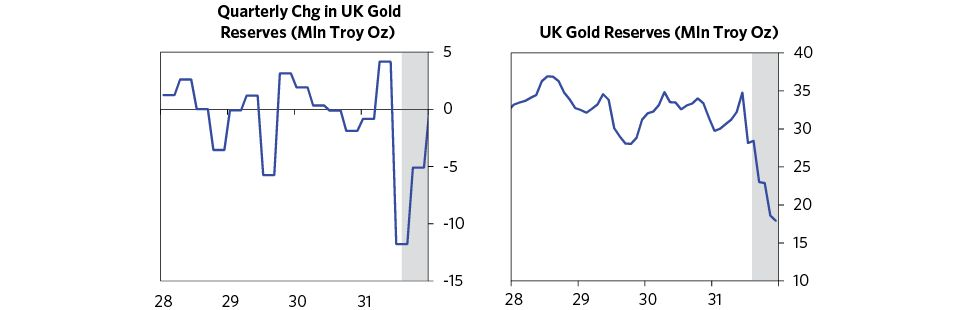 Quarterly Chg in UK Gold
Reserves (Mln Troy Oz)
5
0
-5
-10
-15
28 29 30 31
UK Gold Reserves (Mln Troy Oz)
40
35
30
25
20
15
10
28 29 30 31